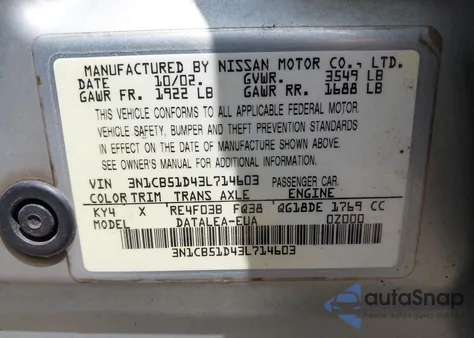 MANUFACTURED BY NISSAN MOTOR CO., LTD.
DATE 10/02. GVWR. 3549 LB
GAWR FR. 1922 LB GAWR RR. 1688 LB
THIS VEHICLE CONFORMS TO ALL APPLICABLE FEDERAL MOTOR.
VEHICLE SAFETY, BUMPER AND THEFT PREVENTION STANDARDS
IN EFFECT ON THE DATE OF MANUFACTURE SHOWN ABOVE.
SEE OWNER'S MANUAL FOR ADDITIONAL INFORMATION.
VIN 3N1CB51D43L714603 PASSENGER CAR.
COLOR TRIM TRANS AXLE ENGINE
KY4 X RE4F03B FQ38 QG18DE 1769 CC
MODEL DATALEA-EUA 0Z000
3N1CB51D43L714603
autoSnap